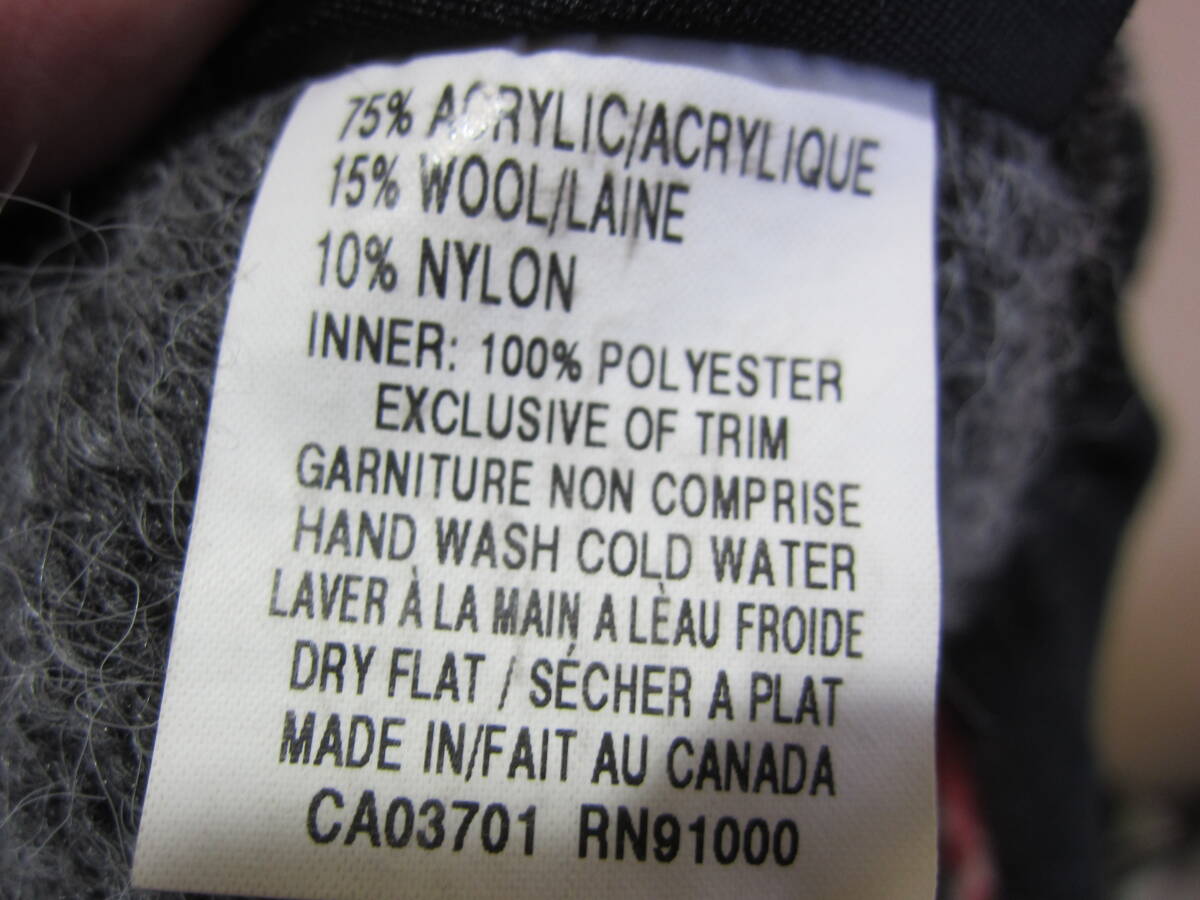 75% ACRYLIC/ACRYLIQUE
15% WOOL/LAINE
10% NYLON
INNER: 100% POLYESTER
EXCLUSIVE OF TRIM
GARNITURE NON COMPRISE
HAND WASH COLD WATER
LAVER À LA MAIN A LÈAU FROIDE
DRY FLAT / SÉCHER A PLAT
MADE IN/FAIT AU CANADA
CA03701 RN91000